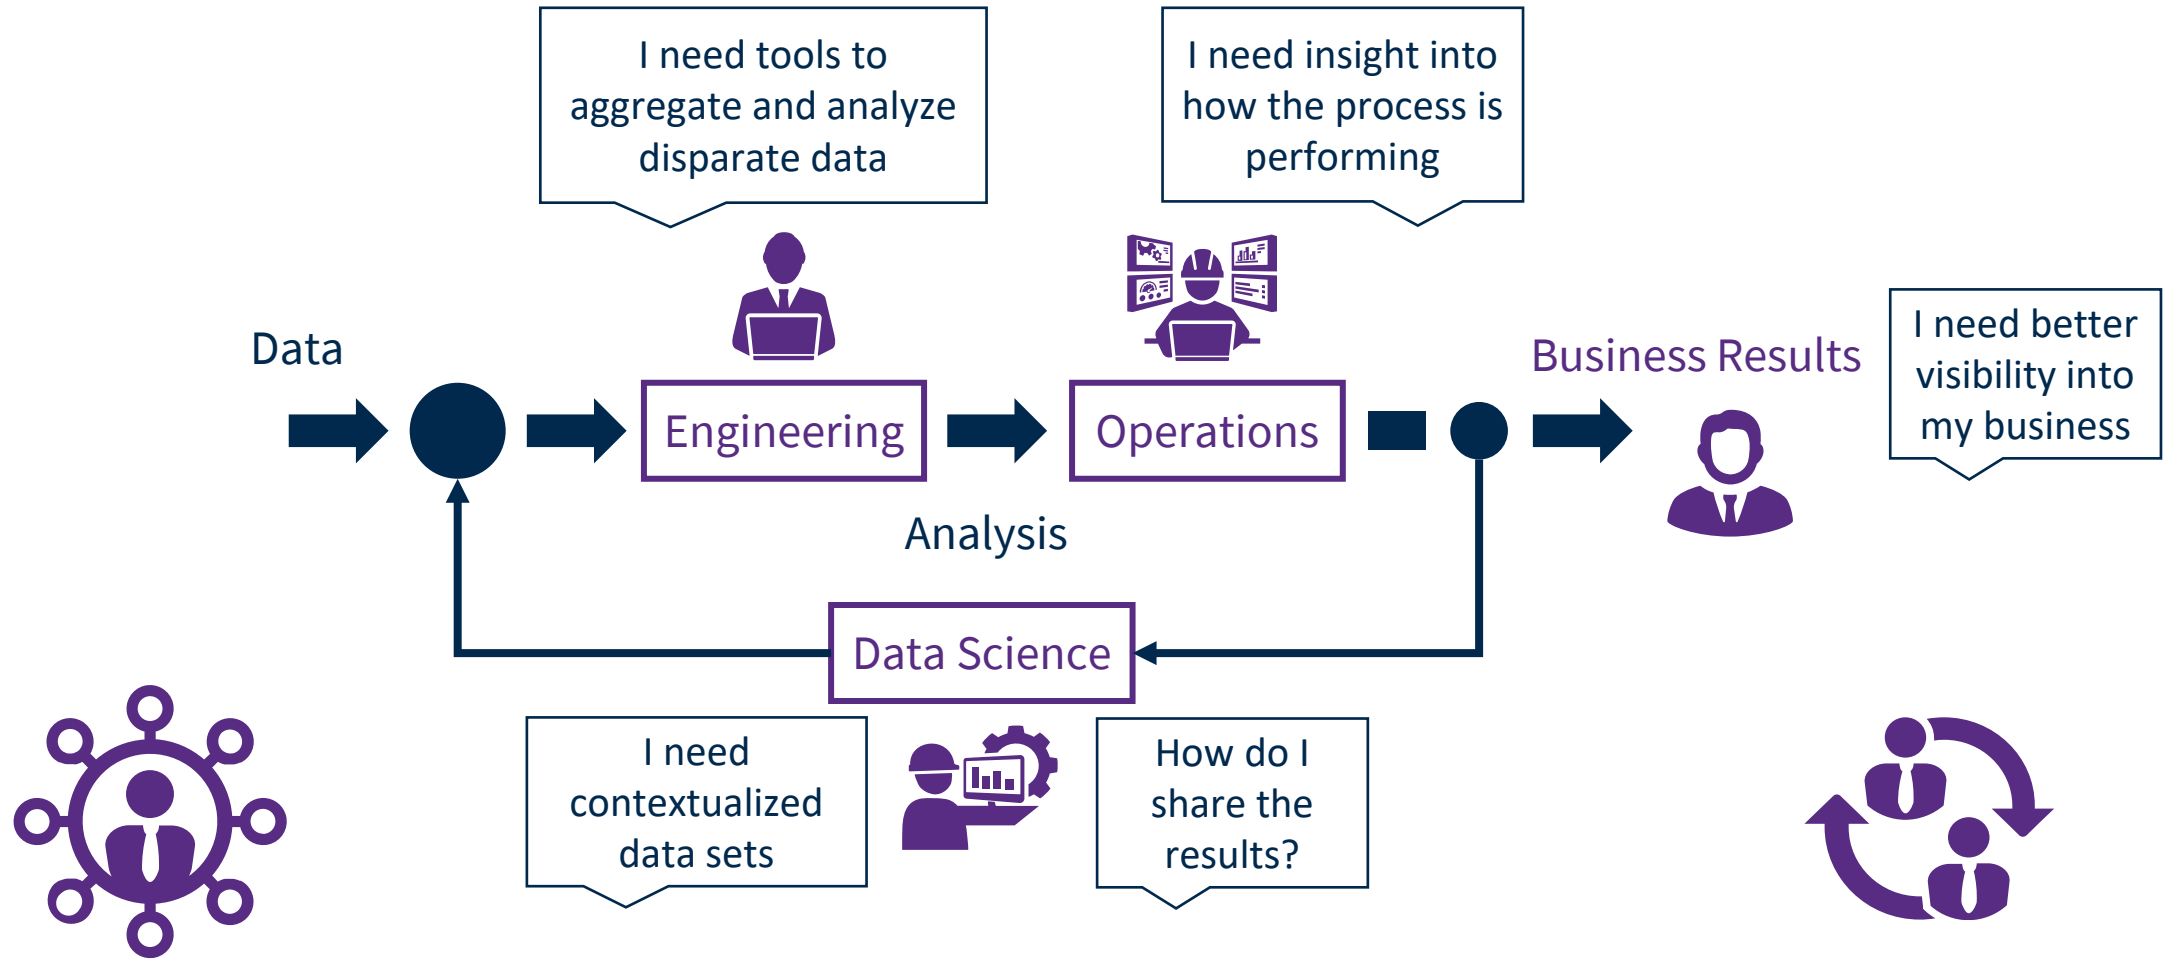 I need tools to
aggregate and analyze
disparate data
I need insight into
how the process is
performing
Data
Business Results
I need better
visibility into
my business
Engineering
Operations
Analysis
Data Science
I need
contextualized
data sets
How do I
share the
results?